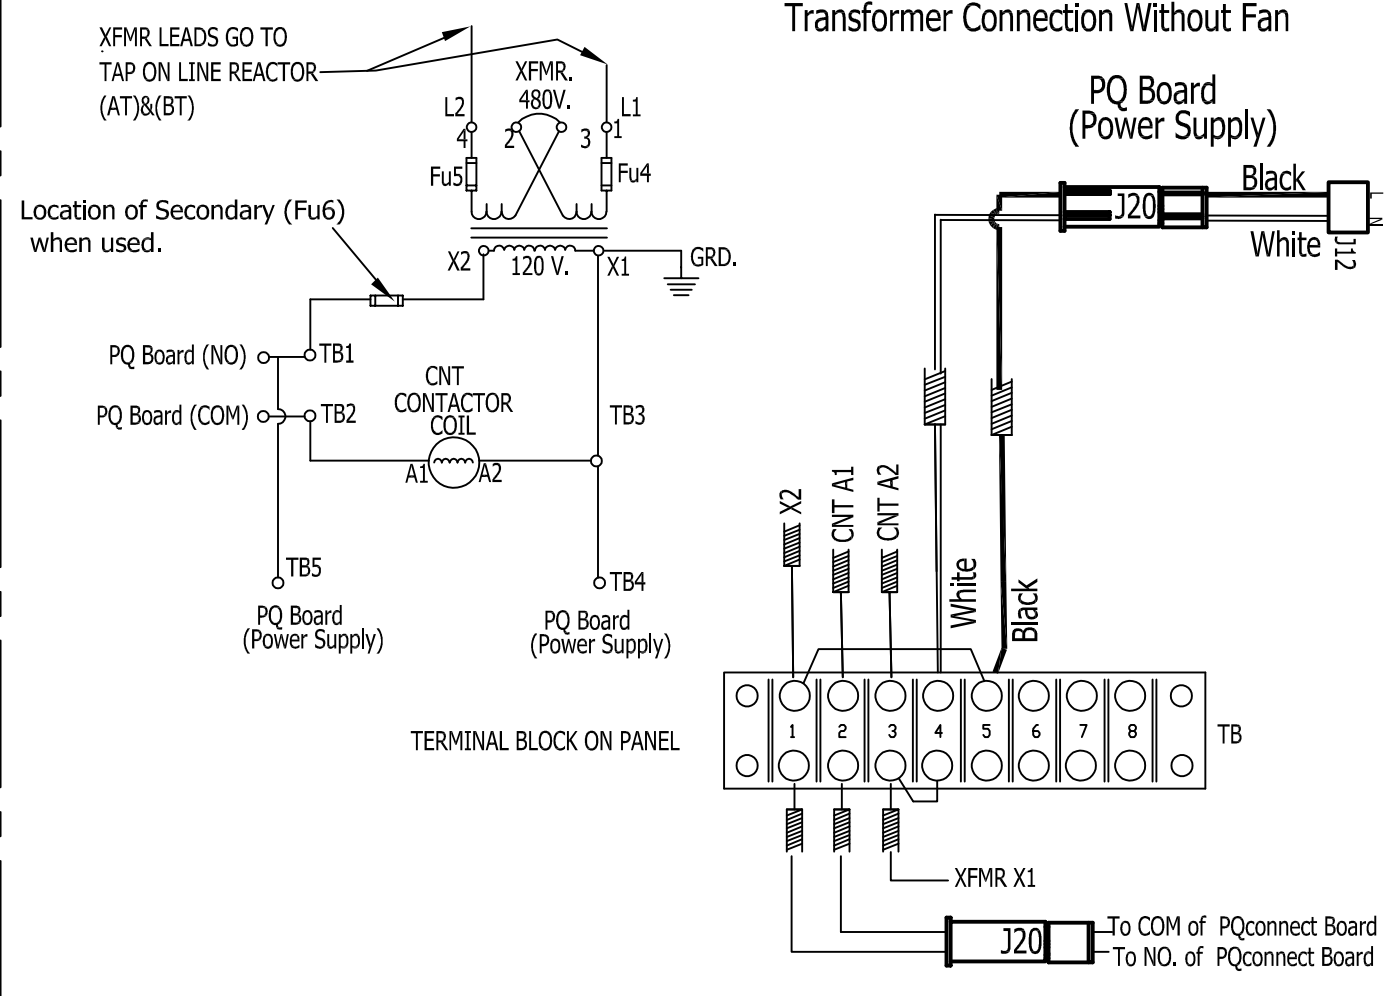 Transformer Connection Without Fan
XFMR LEADS GO TO
TAP ON LINE REACTOR
(AT)&(BT)
XFMR.
480V.
L2
L1
4
2
3
1
Fu5
Fu4
Location of Secondary (Fu6)
when used.
X2
120 V.
X1
GRD.
PQ Board (NO)
TB1
CNT
CONTACTOR
COIL
PQ Board (COM)
TB2
TB3
A1
A2
TB5
PQ Board
(Power Supply)
TB4
PQ Board
(Power Supply)
PQ Board
(Power Supply)
Black
J20
White
J12
X2
CNT A1
CNT A2
White
Black
TERMINAL BLOCK ON PANEL
1 2 3 4 5 6 7 8
TB
XFMR X1
J20
To COM of PQconnect Board
To NO. of PQconnect Board